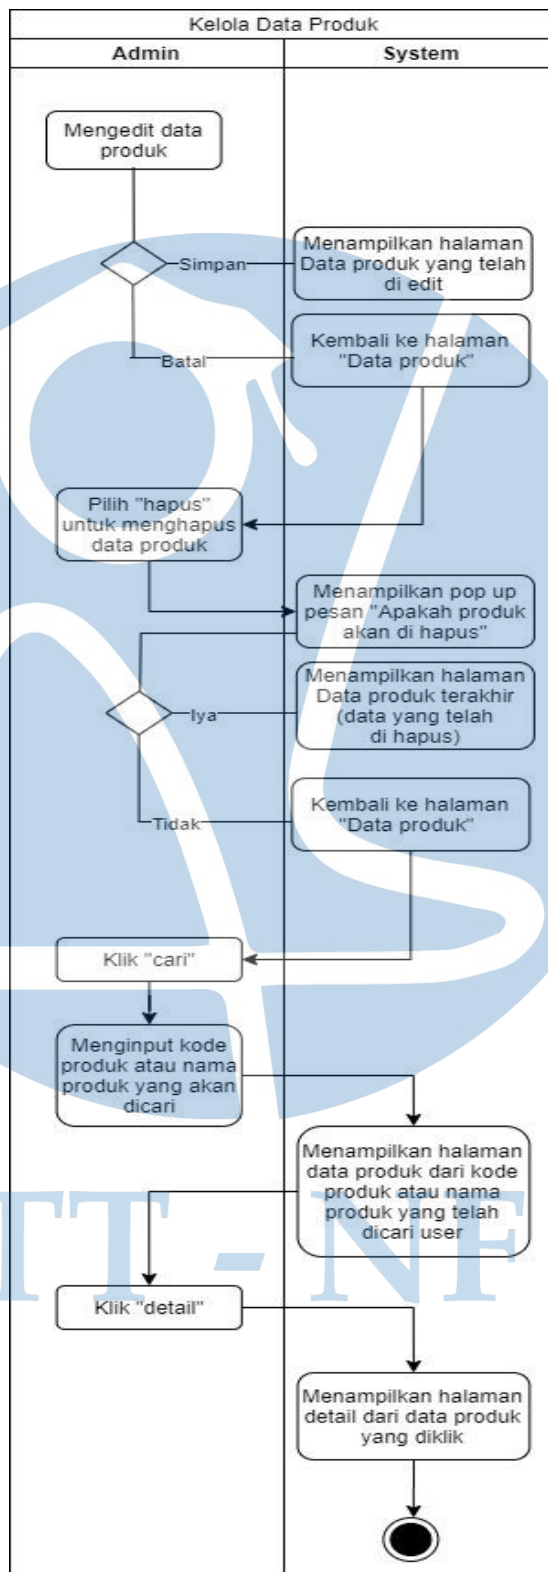 Kelola Data Produk
Admin
System
Mengedit data
produk
Simpan
Menampilkan halaman
Data produk yang telah
di edit
Batal
Kembali ke halaman
"Data produk"
Pilih "hapus"
untuk menghapus
data produk
Menampilkan pop up
pesan "Apakah produk
akan di hapus"
Iya
Menampilkan halaman
Data produk terakhir
(data yang telah
di hapus)
Tidak
Kembali ke halaman
"Data produk"
Klik "cari"
Menginput kode
produk atau nama
produk yang akan
dicari
Menampilkan halaman
data produk dari kode
produk atau nama
produk yang telah
dicari user
TT - NF
Klik "detail"
Menampilkan halaman
detail dari data produk
yang diklik